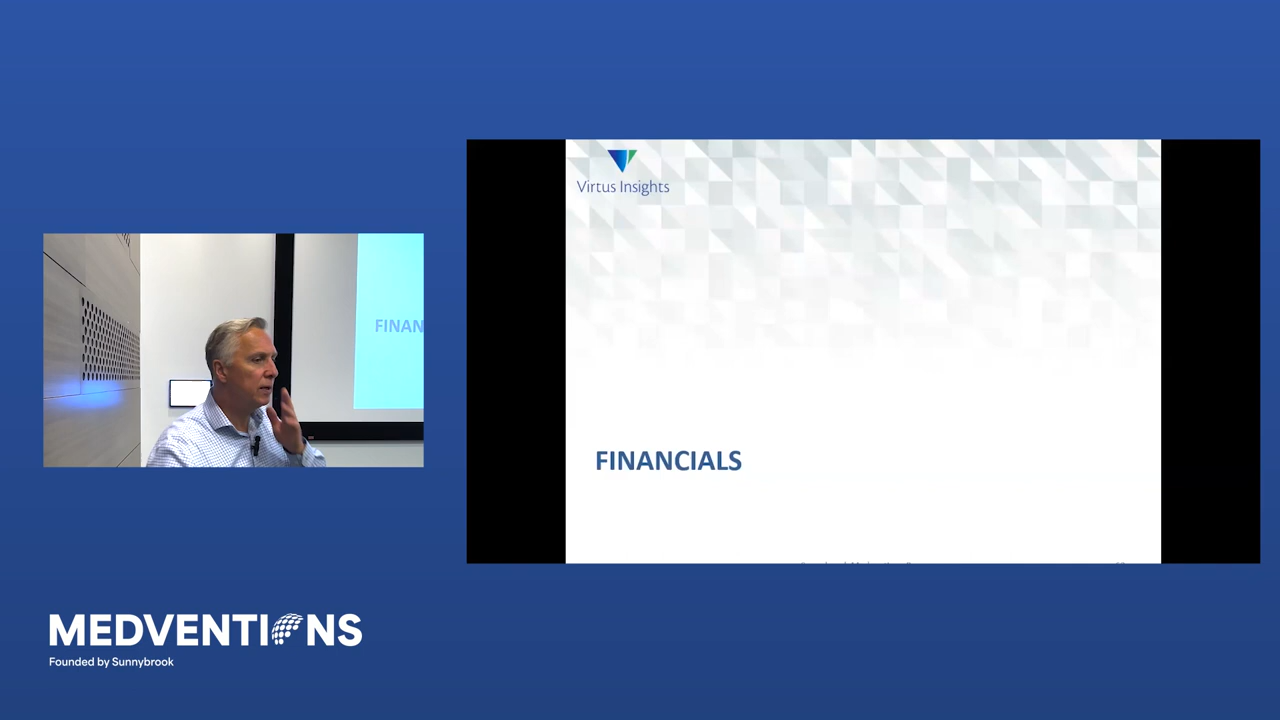 Virtus Insights
FINAN
FINANCIALS
MEDVENTIONS
Founded by Sunnybrook